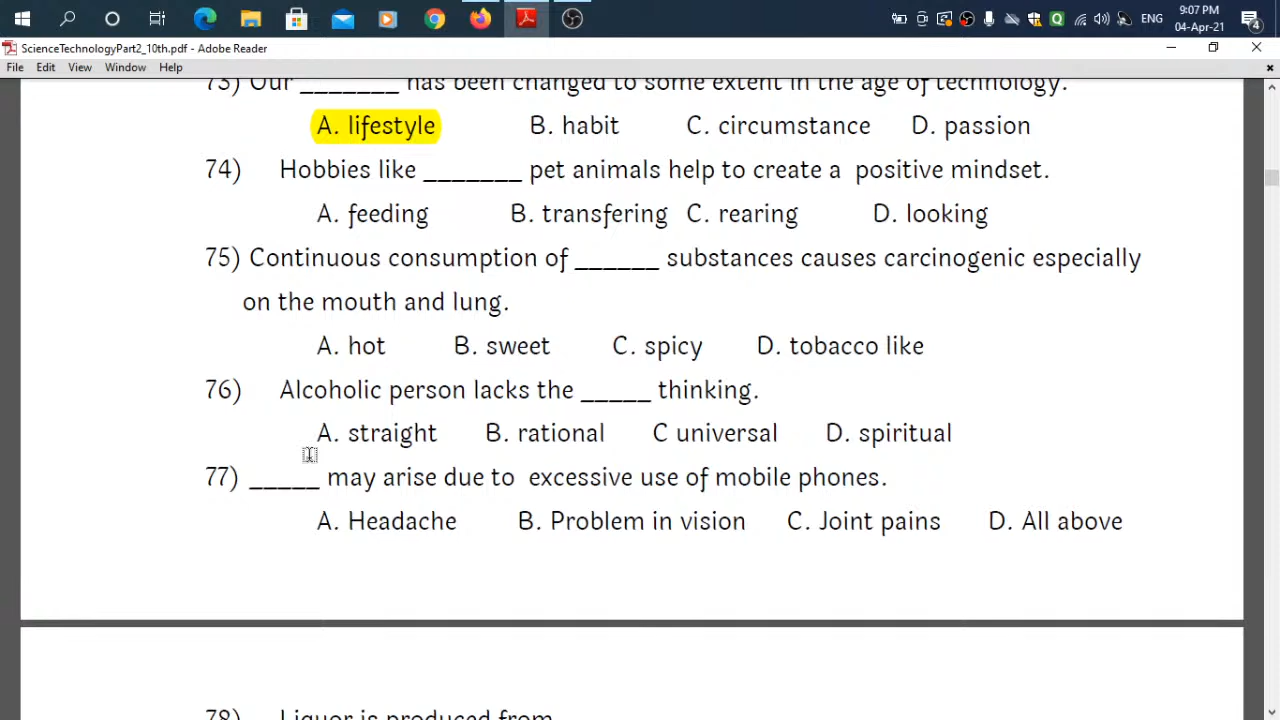 9:07 PM
ENG
04-Apr-21
4
ScienceTechnologyPart2_10th.pdf - Adobe Reader
File Edit View Window Help
73) Our _______ has been changed to some extent in the age of technology.
A. lifestyle B. habit C. circumstance D. passion
74) Hobbies like _______ pet animals help to create a positive mindset.
A. feeding B. transfering C. rearing D. looking
75) Continuous consumption of ______ substances causes carcinogenic especially
on the mouth and lung.
A. hot B. sweet C. spicy D. tobacco like
76) Alcoholic person lacks the _____ thinking.
A. straight B. rational C universal D. spiritual
77) _____ may arise due to excessive use of mobile phones.
A. Headache B. Problem in vision C. Joint pains D. All above
78) Liquor is produced from